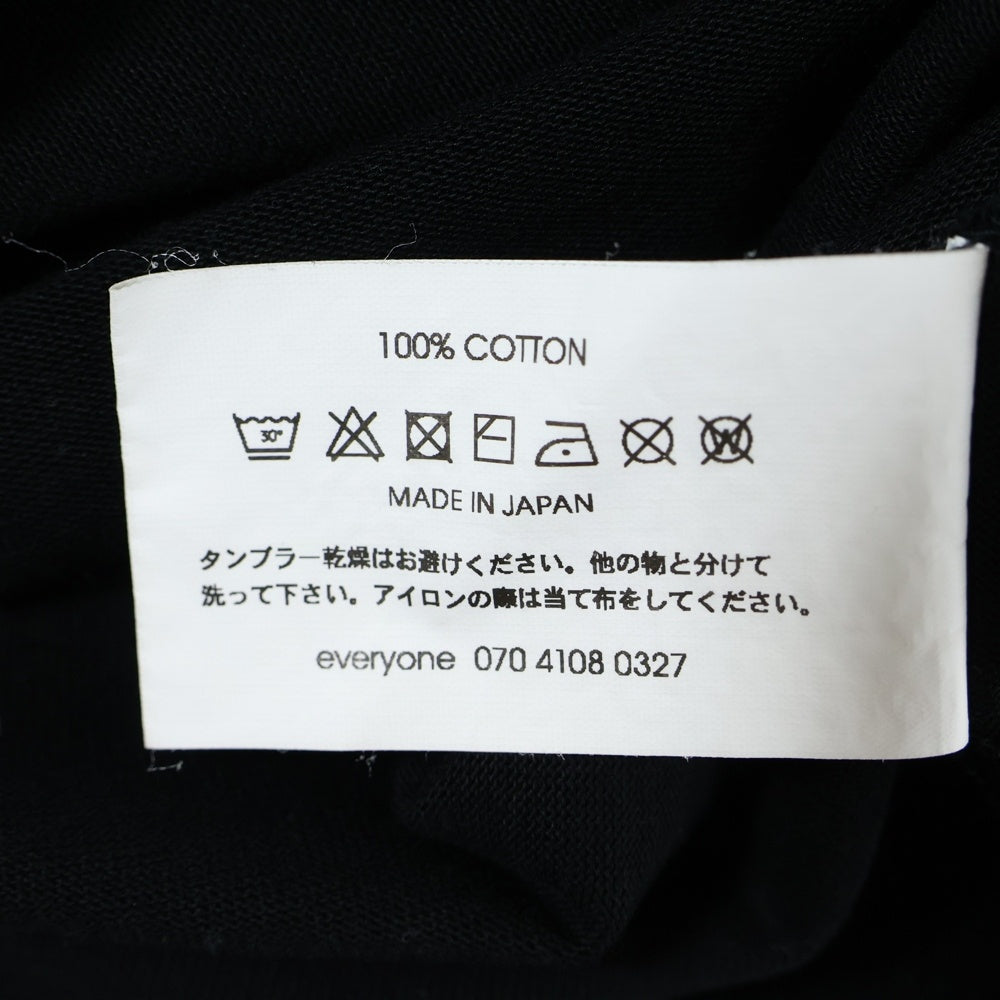 100% COTTON
30°
W
MADE IN JAPAN
タンブラー乾燥はお避けください。他の物と分けて
洗って下さい。アイロンの際は当て布をしてください。
everyone 070 4108 0327